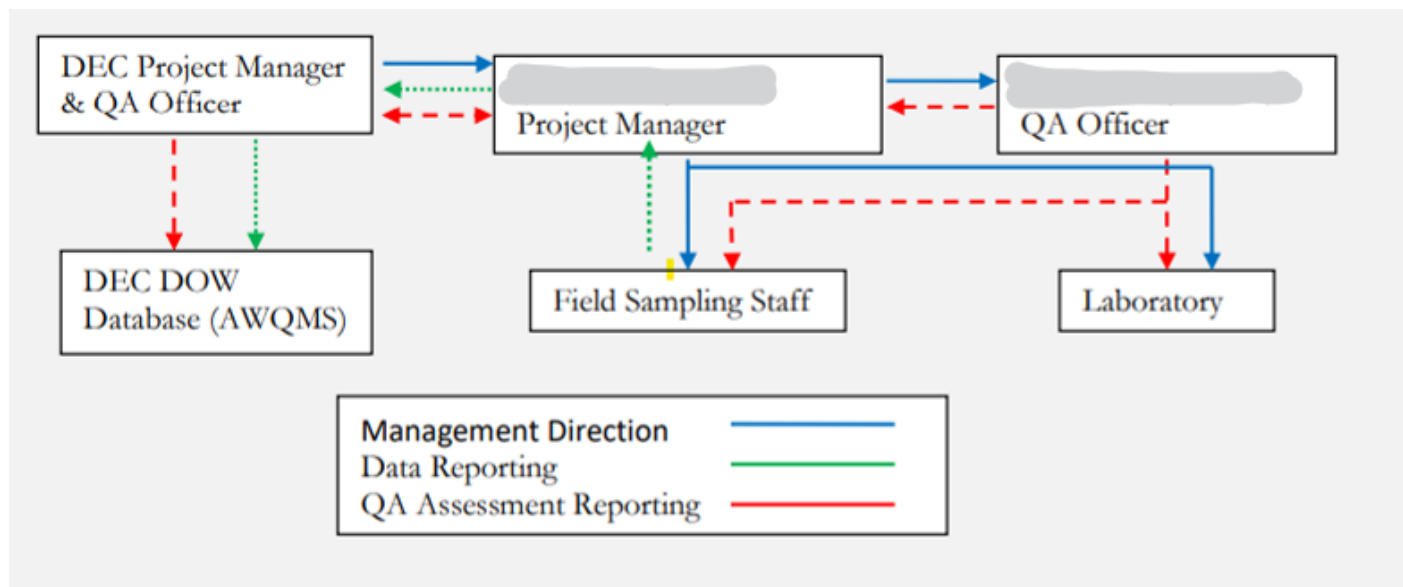 DEC Project Manager
& QA Officer
Project Manager
QA Officer
DEC DOW
Database (AWQMS)
Field Sampling Staff
Laboratory
Management Direction
Data Reporting
QA Assessment Reporting